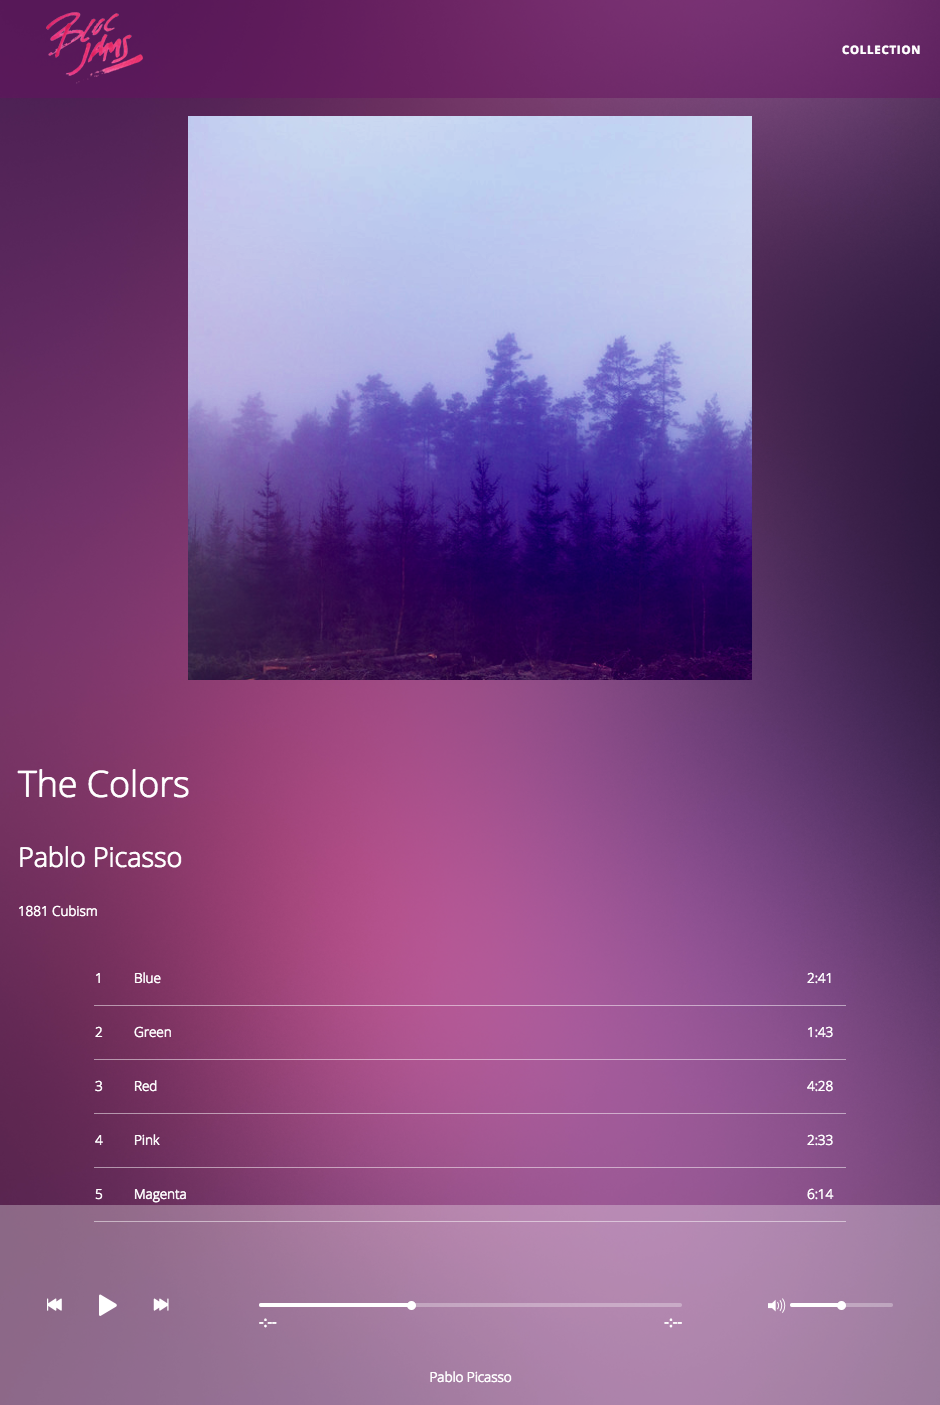 BLOC
JAMS
COLLECTION
The Colors
Pablo Picasso
1881 Cubism
1 Blue 2:41
2 Green 1:43
3 Red 4:28
4 Pink 2:33
5 Magenta 6:14
-:-- -:--
Pablo Picasso